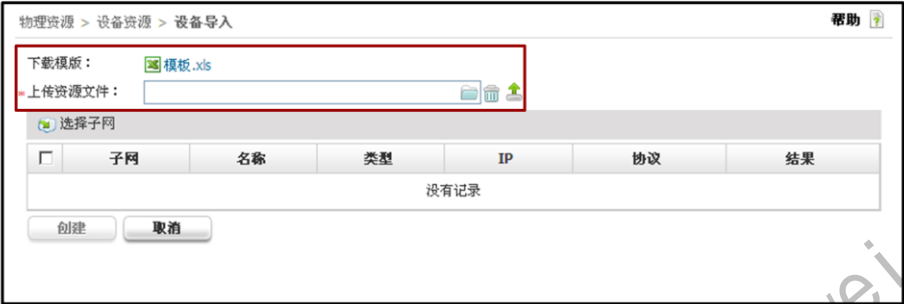 物理资源 > 设备资源 > 设备导入
帮助
下载模版：
模板.xls
*上传资源文件：
选择子网
子网 名称 类型 IP 协议 结果
没有记录
创建 取消